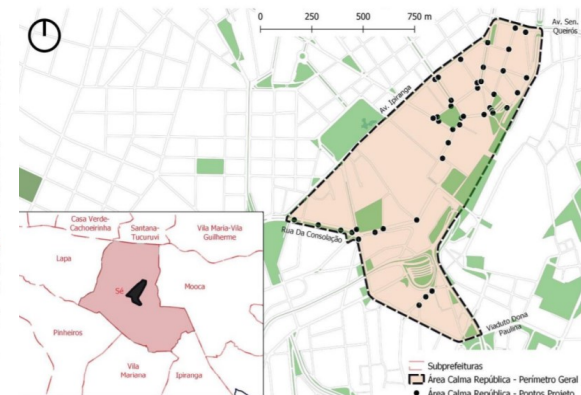 0 250 500 750 m
Av. Sen.
Queirós
Av. Ipiranga
Rua Da Consolação
Viaduto Dona
Paulina
Casa Verde-
Cachoeirinha
Santana-
Tucuruvi
Vila Maria-Vila
Guilherme
Lapa
Sé
Mooca
Pinheiros
Vila
Mariana
Ipiranga
Subprefeituras
Área Calma República - Perímetro Geral
Área Calma República - Pontos Projeto